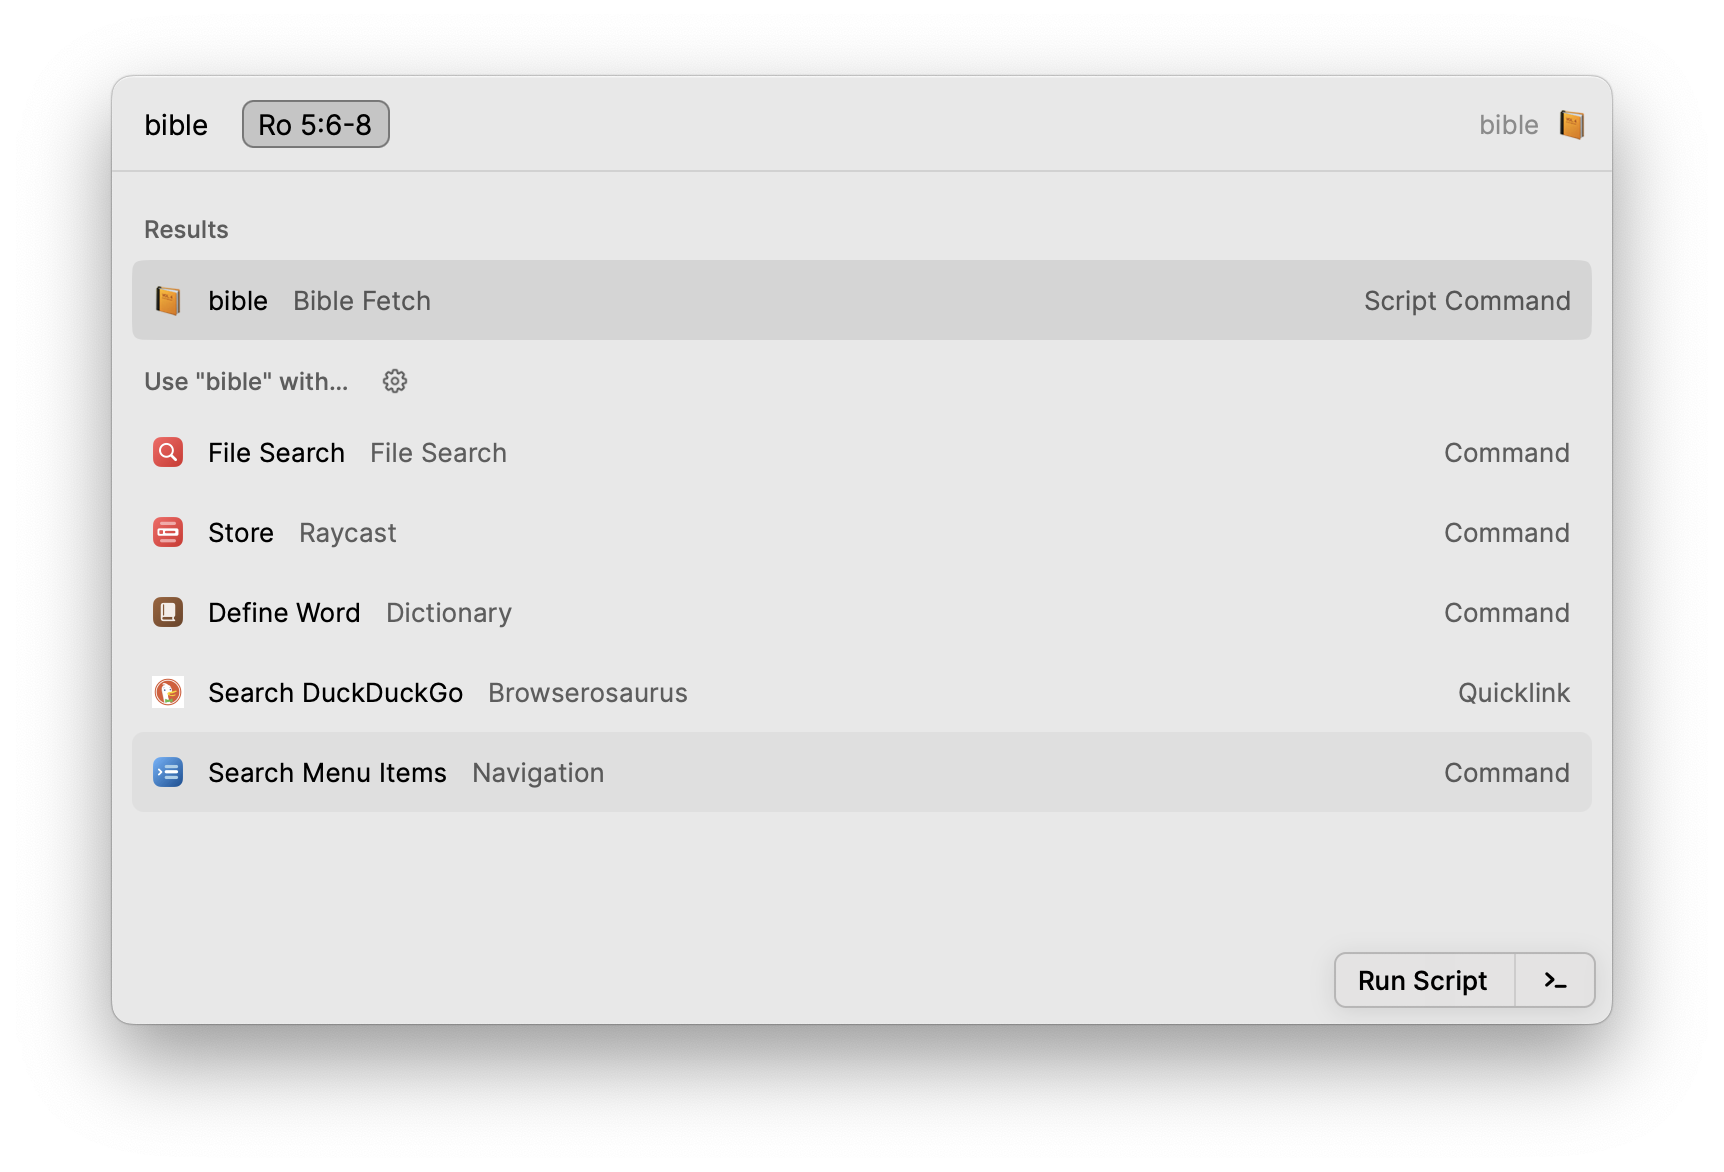 bible Ro 5:6-8 bible
Results
bible Bible Fetch Script Command
Use "bible" with...
File Search File Search Command
Store Raycast Command
Define Word Dictionary Command
Search DuckDuckGo Browserosaurus Quicklink
Search Menu Items Navigation Command
Run Script >_